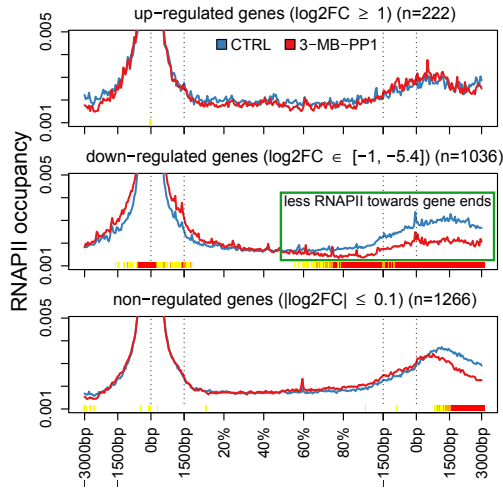 up-regulated genes (log2FC ≥ 1) (n=222)
CTRL 3-MB-PP1
0.005
0.001
down-regulated genes (log2FC ∈ [-1, -5.4]) (n=1036)
less RNAPII towards gene ends
0.005
0.001
RNAPII occupancy
non-regulated genes (|log2FC| ≤ 0.1) (n=1266)
0.005
0.001
−3000bp −1500bp 0bp 1500bp 20% 40% 60% 80% −1500bp 0bp 1500bp 3000bp